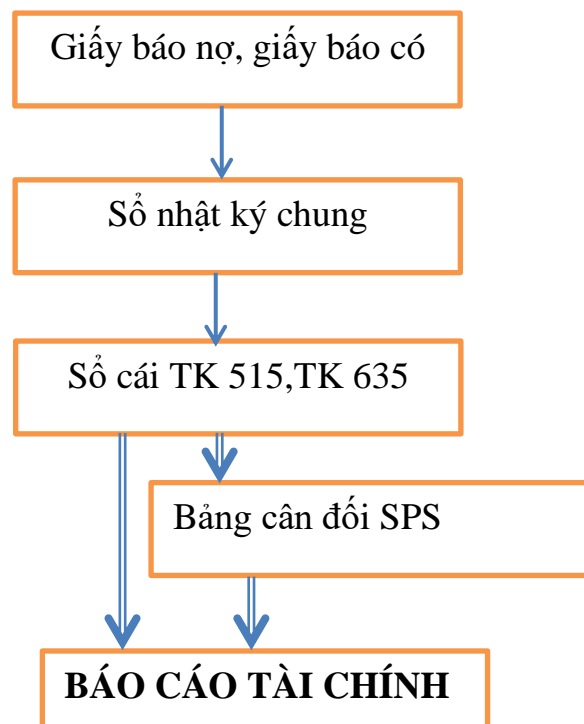 Giấy báo nợ, giấy báo có
Sổ nhật ký chung
Sổ cái TK 515,TK 635
Bảng cân đối SPS
BÁO CÁO TÀI CHÍNH